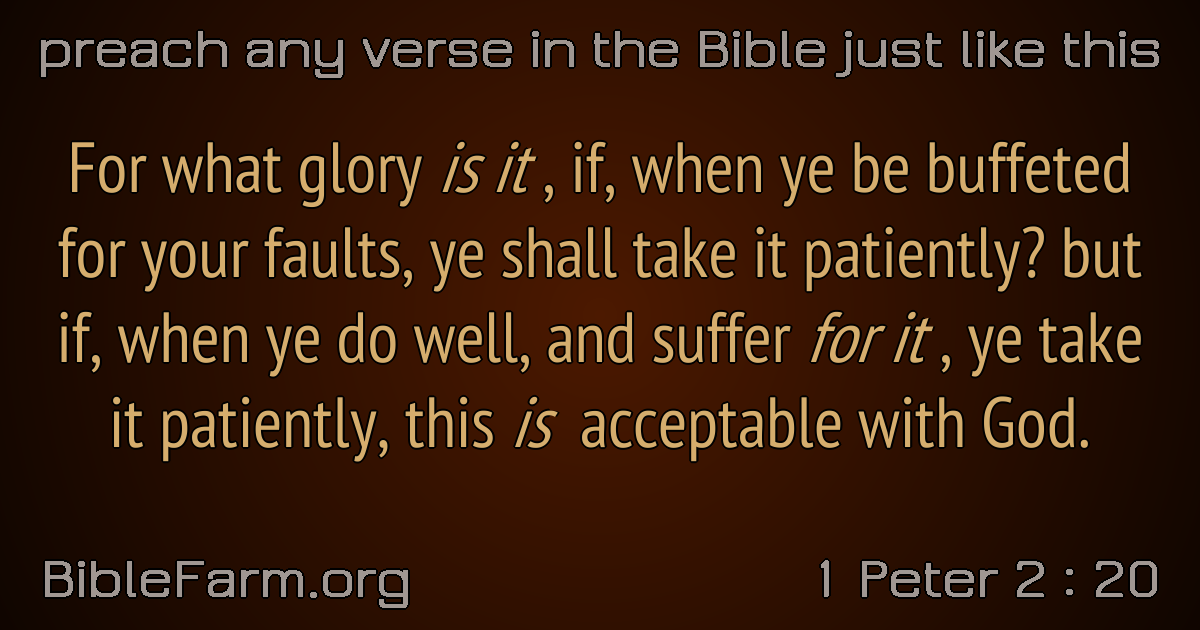 preach any verse in the Bible just like this
For what glory is it , if, when ye be buffeted
for your faults, ye shall take it patiently? but
if, when ye do well, and suffer for it , ye take
it patiently, this is acceptable with God.
BibleFarm.org
1 Peter 2 : 20